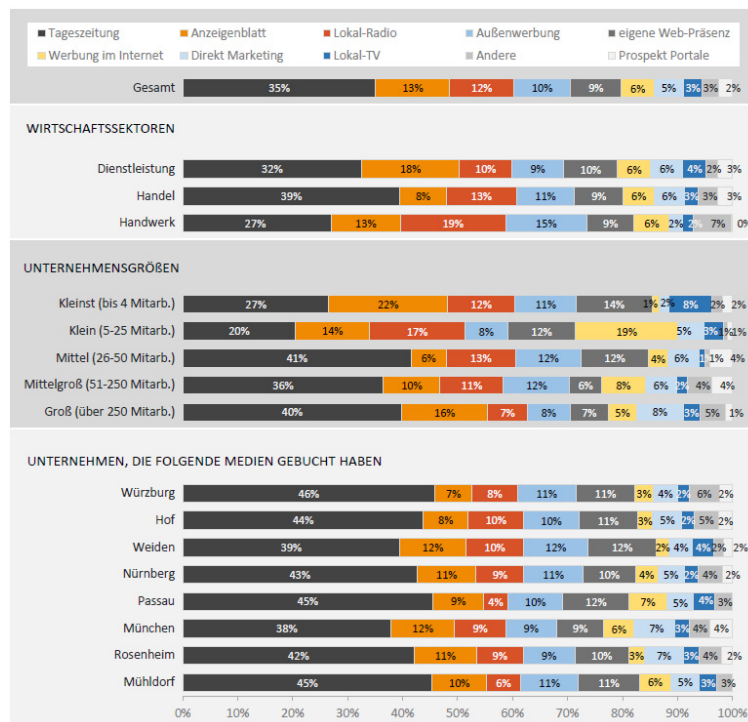 Tageszeitung Anzeigenblatt Lokal-Radio Außenwerbung eigene Web-Präsenz
Werbung im Internet Direkt Marketing Lokal-TV Andere Prospekt Portale
Gesamt 35% 13% 12% 10% 9% 6% 5% 3% 3% 2%
WIRTSCHAFTSSEKTOREN
Dienstleistung 32% 18% 10% 9% 10% 6% 6% 4% 2% 3%
Handel 39% 8% 13% 11% 9% 6% 6% 3% 3% 3%
Handwerk 27% 13% 19% 15% 9% 6% 2% 2% 7% 0%
UNTERNEHMENSGRÖßEN
Kleinst (bis 4 Mitarb.) 27% 22% 12% 11% 14% 1% 2% 8% 2% 2%
Klein (5-25 Mitarb.) 20% 14% 17% 8% 12% 19% 5% 3% 1% 1%
Mittel (26-50 Mitarb.) 41% 6% 13% 12% 12% 4% 6% 1% 1% 4%
Mittelgroß (51-250 Mitarb.) 36% 10% 11% 12% 6% 8% 6% 2% 4% 4%
Groß (über 250 Mitarb.) 40% 16% 7% 8% 7% 5% 8% 3% 5% 1%
UNTERNEHMEN, DIE FOLGENDE MEDIEN GEBUCHT HABEN
Würzburg 46% 7% 8% 11% 11% 3% 4% 2% 6% 2%
Hof 44% 8% 10% 10% 11% 3% 5% 2% 5% 2%
Weiden 39% 12% 10% 12% 12% 2% 4% 4% 2% 2%
Nürnberg 43% 11% 9% 11% 10% 4% 5% 2% 4% 2%
Passau 45% 9% 4% 10% 12% 7% 5% 4% 3%
München 38% 12% 9% 9% 9% 6% 7% 3% 4% 4%
Rosenheim 42% 11% 9% 9% 10% 3% 7% 3% 4% 2%
Mühldorf 45% 10% 6% 11% 11% 6% 5% 3% 3%
0% 10% 20% 30% 40% 50% 60% 70% 80% 90% 100%